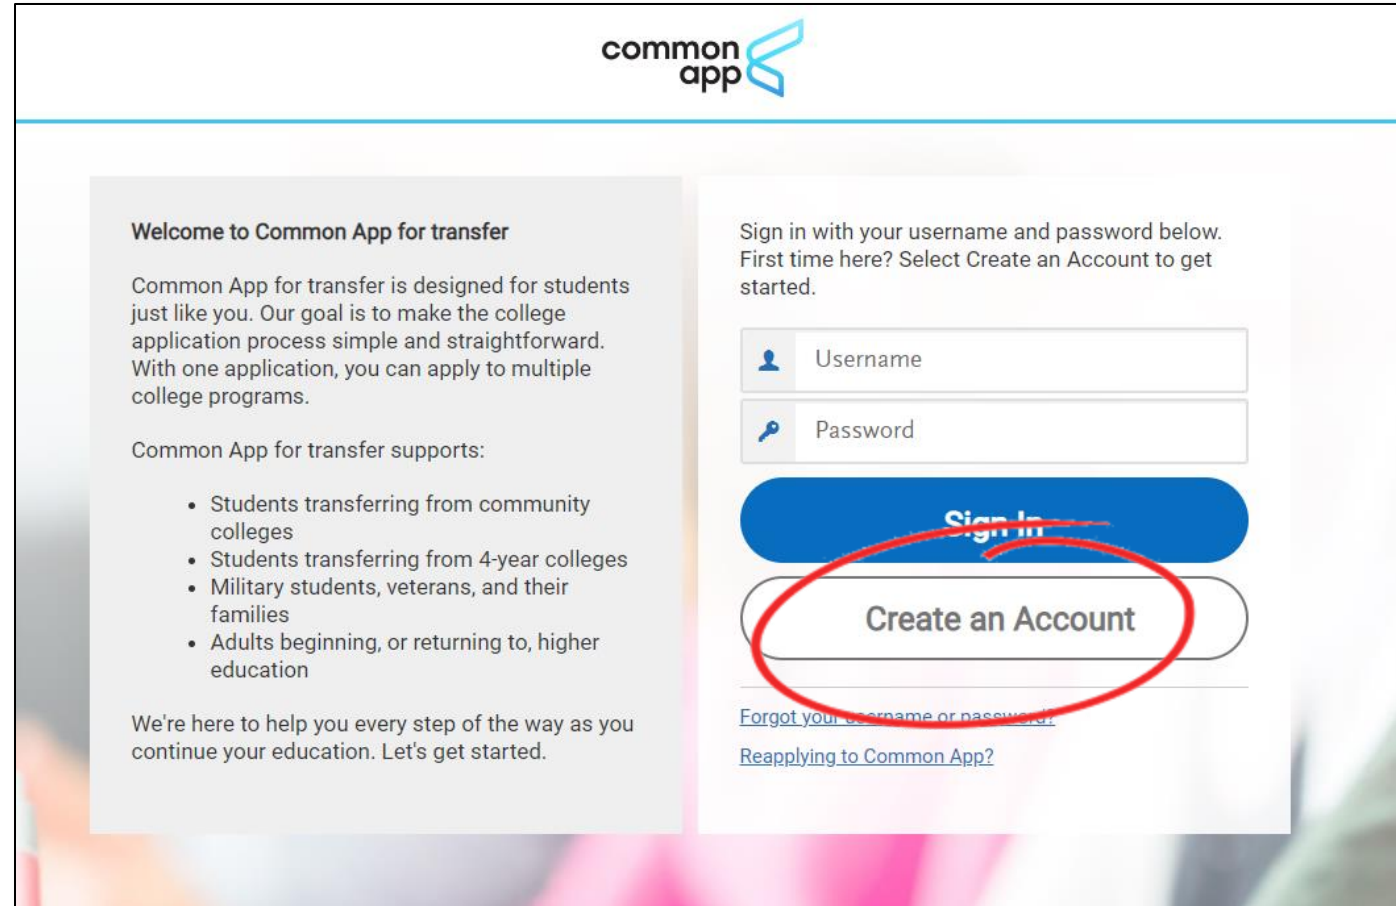 common
app
Welcome to Common App for transfer
Common App for transfer is designed for students
just like you. Our goal is to make the college
application process simple and straightforward.
With one application, you can apply to multiple
college programs.
Common App for transfer supports:
• Students transferring from community
colleges
• Students transferring from 4-year colleges
• Military students, veterans, and their
families
• Adults beginning, or returning to, higher
education
We're here to help you every step of the way as you
continue your education. Let's get started.
Sign in with your username and password below.
First time here? Select Create an Account to get
started.
Username
Password
Sign In
Create an Account
Forgot your username or password?
Reapplying to Common App?